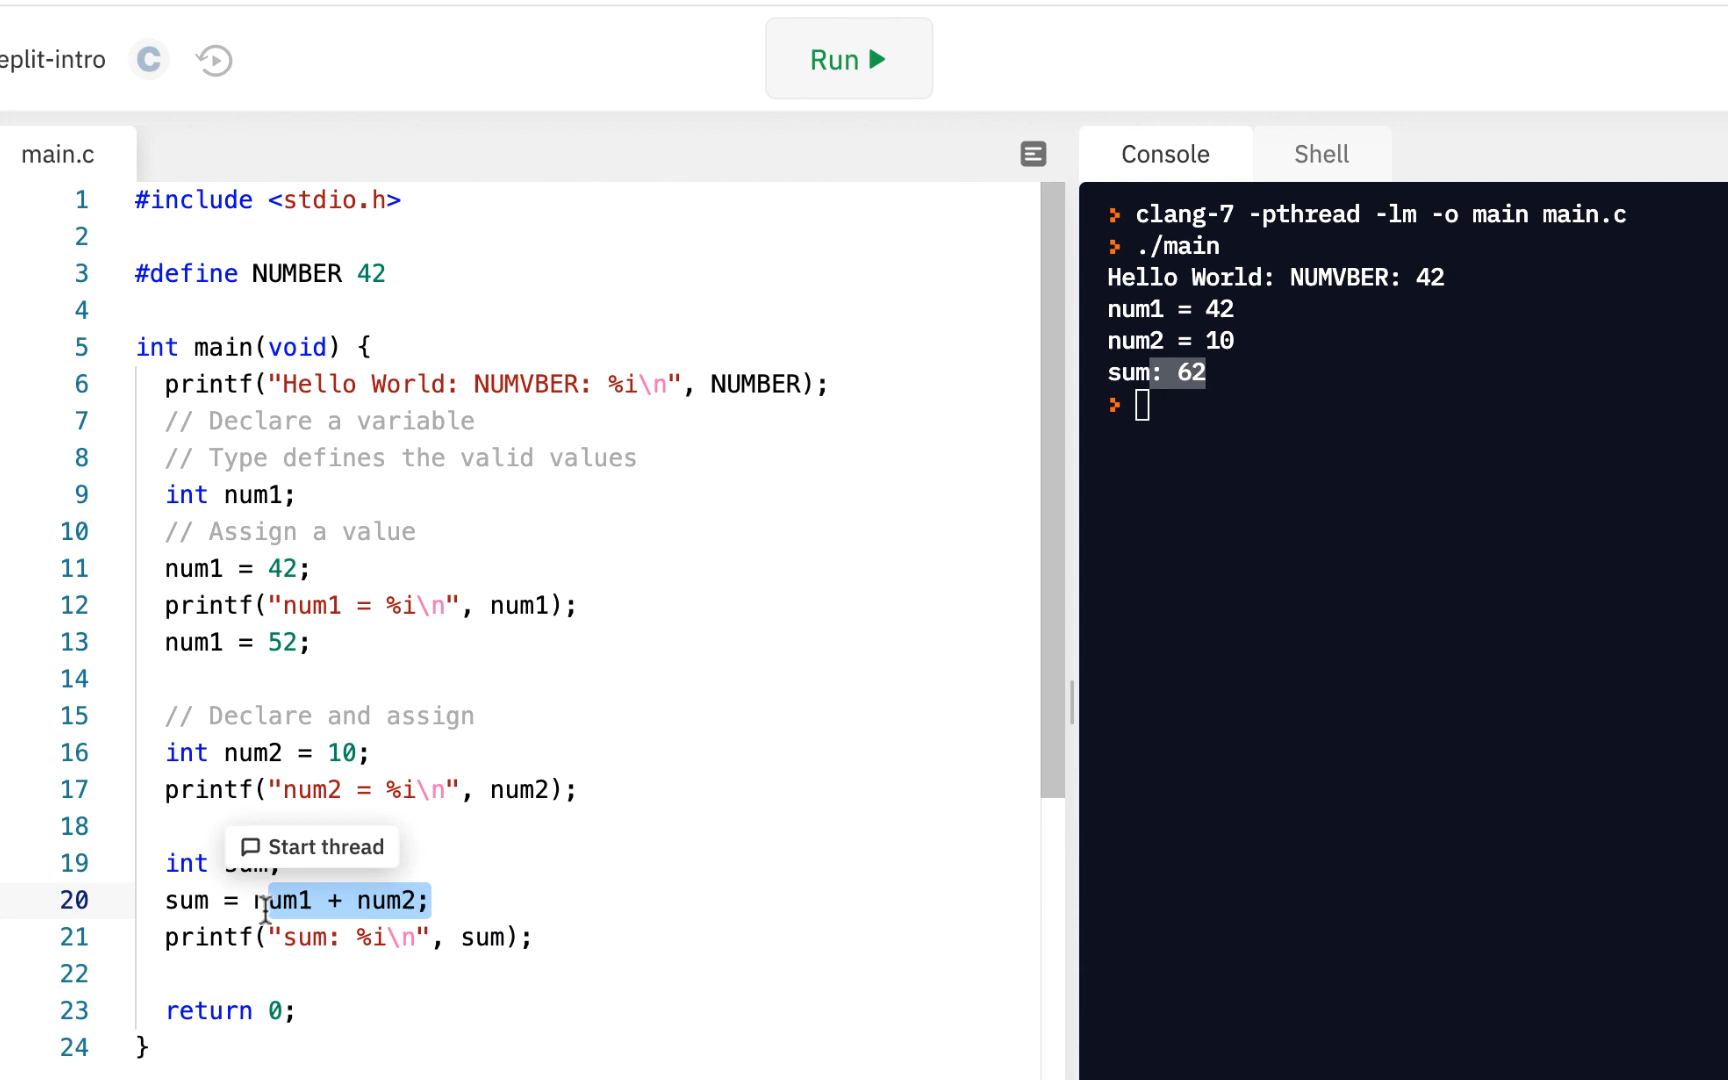 eplit-intro C
Run
main.c
Console Shell
1 #include <stdio.h>
2
3 #define NUMBER 42
4
5 int main(void) {
6 printf("Hello World: NUMVBER: %i\n", NUMBER);
7 // Declare a variable
8 // Type defines the valid values
9 int num1;
10 // Assign a value
11 num1 = 42;
12 printf("num1 = %i\n", num1);
13 num1 = 52;
14
15 // Declare and assign
16 int num2 = 10;
17 printf("num2 = %i\n", num2);
18
Start thread
19 int sum;
20 sum = num1 + num2;
21 printf("sum: %i\n", sum);
22
23 return 0;
24 }
clang-7 -pthread -lm -o main main.c
./main
Hello World: NUMVBER: 42
num1 = 42
num2 = 10
sum: 62